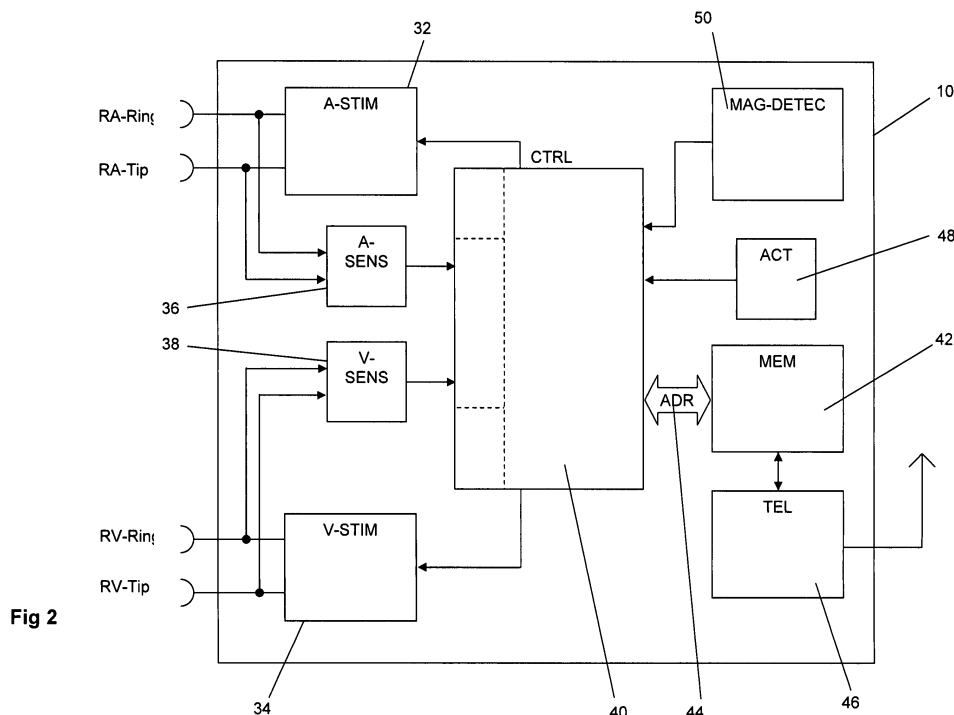 32
50
10
A-STIM
MAG-DETEC
RA-Ring
RA-Tip
CTRL
A-
SENS
ACT
48
36
38
V-
SENS
MEM
42
ADR
TEL
RV-Ring
V-STIM
RV-Tip
Fig 2
34
40
44
46